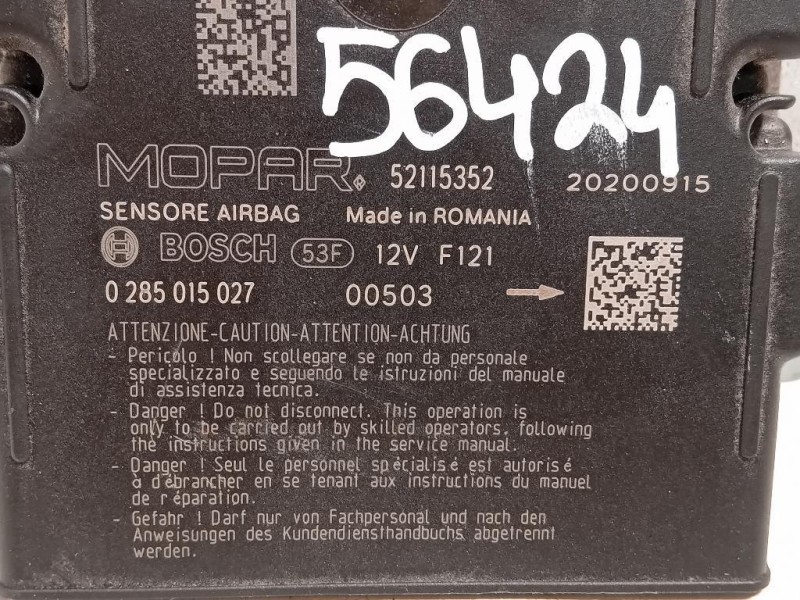 56424
MOPAR 52115352 20200915
SENSORE AIRBAG Made in ROMANIA
BOSCH 53F 12V F121
0 285 015 027 00503
ATTENZIONE-CAUTION-ATTENTION-ACHTUNG
- Pericolo ! Non scollegare se non da personale
specializzato e seguendo le istruzioni del manuale
di assistenza tecnica.
- Danger ! Do not disconnect. This operation is
only to be carried out by skilled operators, following
the instructions given in the service manual.
- Danger ! Seul le personnel spécialisé est autorisé
à débrancher en se tenant aux instructions du manuel
de réparation.
- Gefahr ! Darf nur von Fachpersonal und nach den
Anweisungen des Kundendiensthandbuchs abgetrennt
werden.